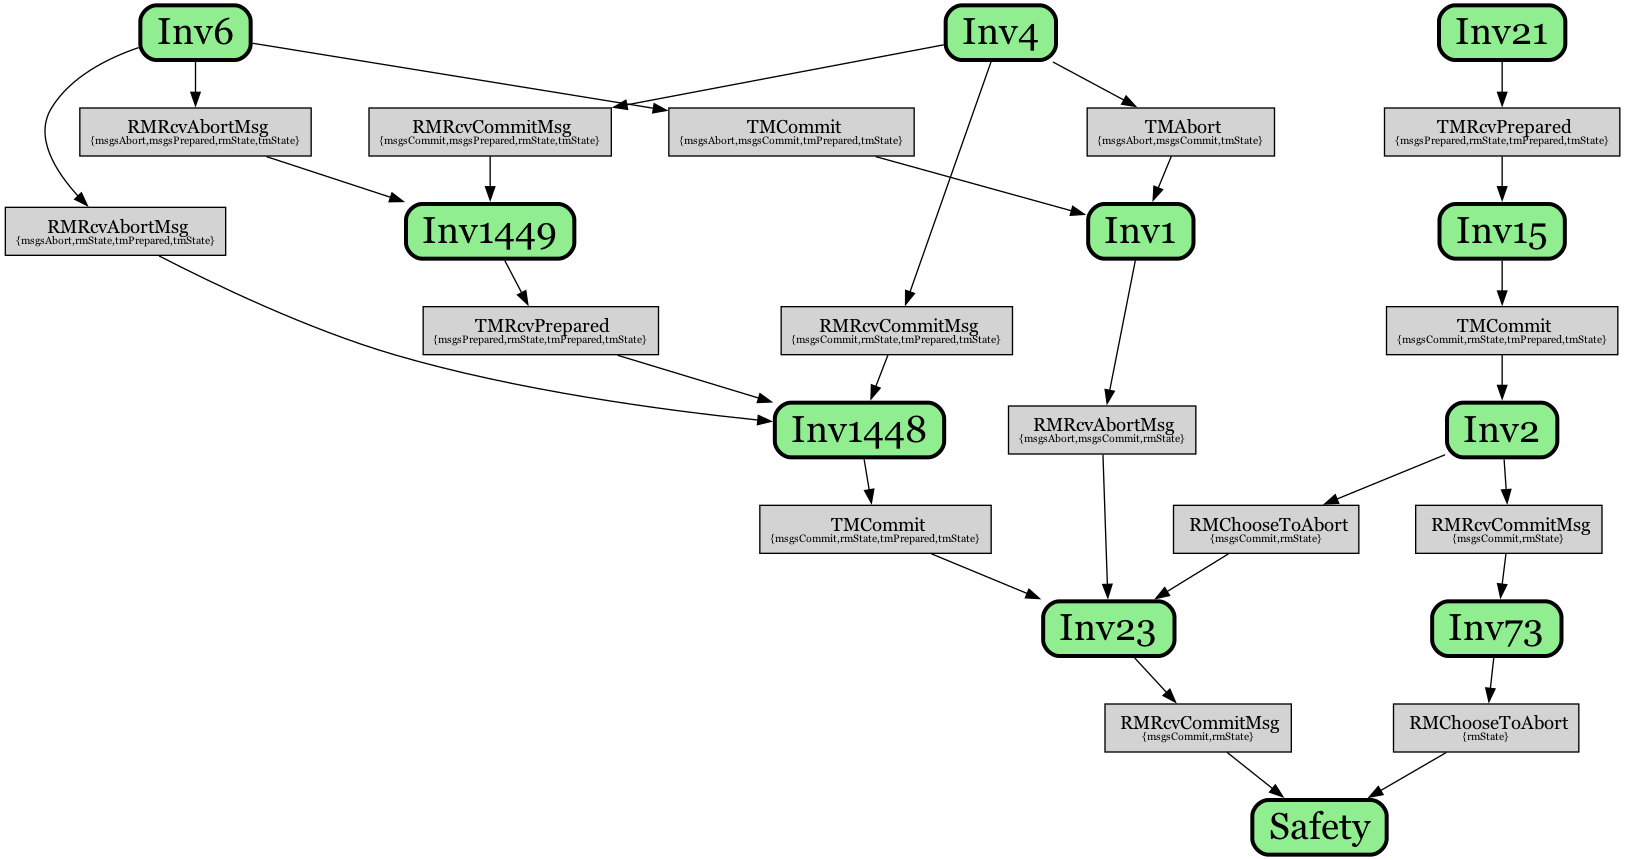 Inv6
Inv4
Inv21
RMRcvAbortMsg
{msgsAbort,msgsPrepared,rmState,tmState}
RMRcvCommitMsg
{msgsCommit,msgsPrepared,rmState,tmState}
TMCommit
{msgsAbort,msgsCommit,tmPrepared,tmState}
TMAbort
{msgsAbort,msgsCommit,tmState}
TMRcvPrepared
{msgsPrepared,rmState,tmPrepared,tmState}
RMRcvAbortMsg
{msgsAbort,rmState,tmPrepared,tmState}
Inv1449
Inv1
Inv15
TMRcvPrepared
{msgsPrepared,rmState,tmPrepared,tmState}
RMRcvCommitMsg
{msgsCommit,rmState,tmPrepared,tmState}
TMCommit
{msgsCommit,rmState,tmPrepared,tmState}
Inv1448
RMRcvAbortMsg
{msgsAbort,msgsCommit,rmState}
Inv2
TMCommit
{msgsCommit,rmState,tmPrepared,tmState}
RMChooseToAbort
{msgsCommit,rmState}
RMRcvCommitMsg
{msgsCommit,rmState}
Inv23
Inv73
RMRcvCommitMsg
{msgsCommit,rmState}
RMChooseToAbort
{rmState}
Safety